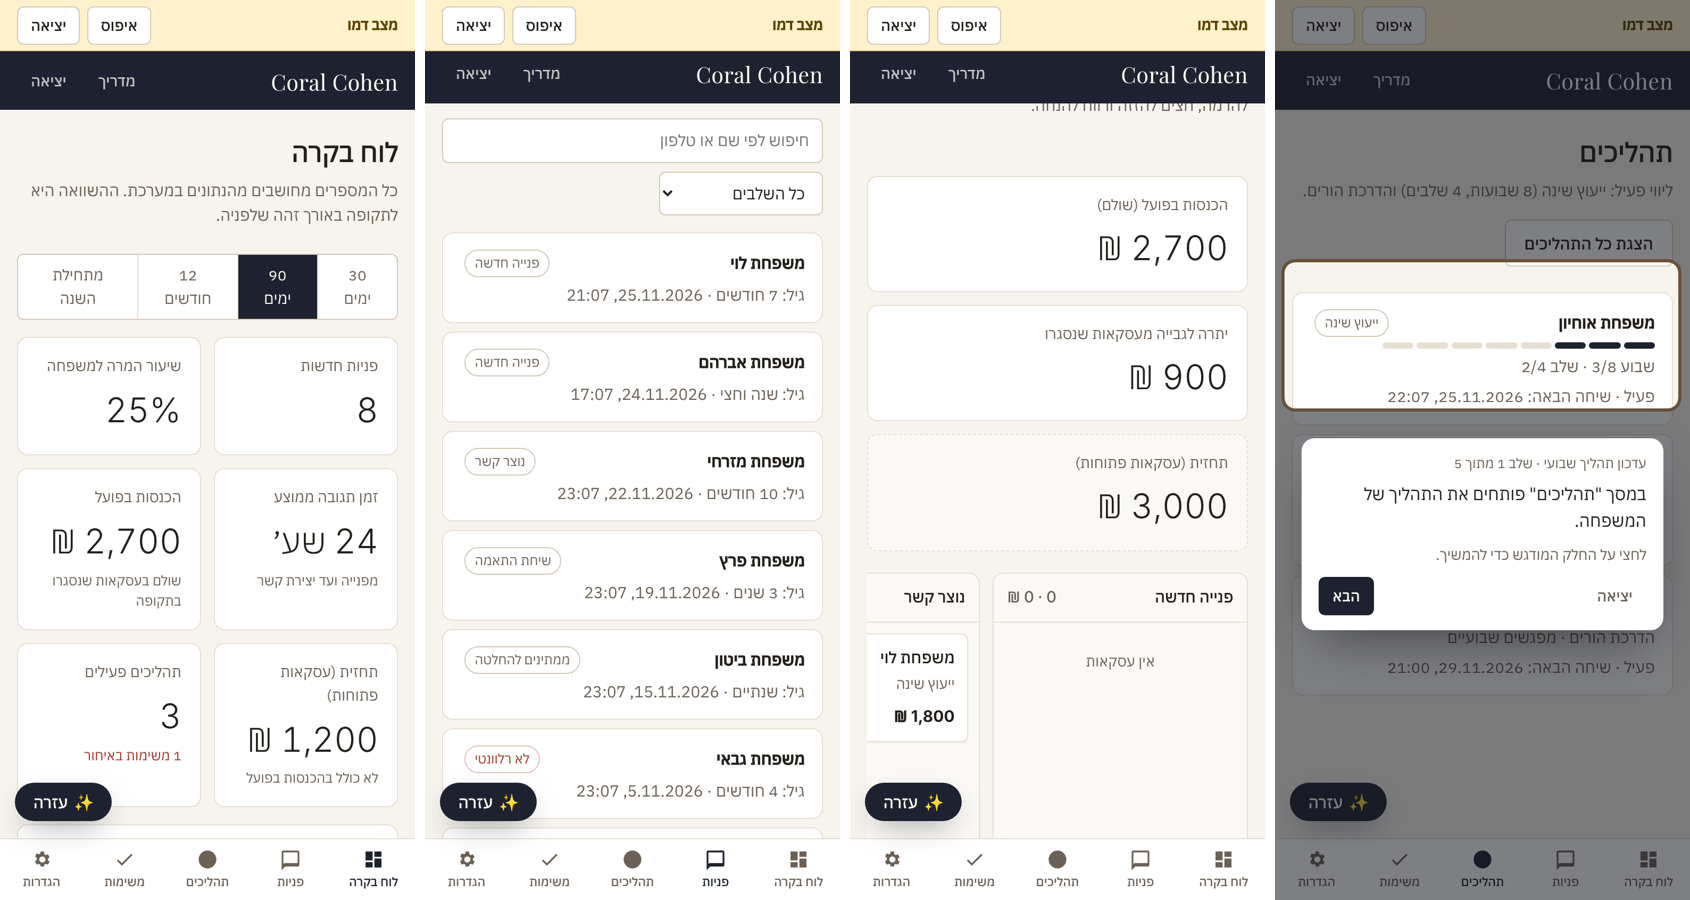 מצב דמו
איפוס
יציאה
Coral Cohen
מדריך
יציאה
לוח בקרה
כל המספרים מחושבים מהנתונים במערכת. ההשוואה היא
לתקופה באורך זהה שלפניה.
30
ימים
90
ימים
12
חודשים
מתחילת
השנה
פניות חדשות
8
שיעור המרה למשפחה
25%
זמן תגובה ממוצע
24 שע׳
מפנייה ועד יצירת קשר
הכנסות בפועל
2,700 ₪
שולם בעסקאות שנסגרו
בתקופה
תחזית (עסקאות
פתוחות)
1,200 ₪
לא כולל בהכנסות בפועל
תהליכים פעילים
3
1 משימות באיחור
✨ עזרה
לוח בקרה
פניות
תהליכים
משימות
הגדרות
מצב דמו
איפוס
יציאה
Coral Cohen
מדריך
יציאה
חיפוש לפי שם או טלפון
כל השלבים
משפחת לוי
פנייה חדשה
גיל: 7 חודשים · 25.11.2026, 21:07
משפחת אברהם
פנייה חדשה
גיל: שנה וחצי · 24.11.2026, 17:07
משפחת מזרחי
נוצר קשר
גיל: 10 חודשים · 22.11.2026, 23:07
משפחת פרץ
שיחת התאמה
גיל: 3 שנים · 19.11.2026, 23:07
משפחת ביטון
ממתינים להחלטה
גיל: שנתיים · 15.11.2026, 23:07
משפחת גבאי
לא רלוונטי
גיל: 4 חודשים · 5.11.2026, 23:07
✨ עזרה
לוח בקרה
פניות
תהליכים
משימות
הגדרות
מצב דמו
איפוס
יציאה
Coral Cohen
מדריך
יציאה
להרמה, חצים להזזה ורווח להנחה.
הכנסות בפועל (שולם)
2,700 ₪
יתרה לגבייה מעסקאות שנסגרו
900 ₪
תחזית (עסקאות פתוחות)
3,000 ₪
פנייה חדשה
0 · 0 ₪
אין עסקאות
נוצר קשר
משפחת לוי
ייעוץ שינה
1,800 ₪
✨ עזרה
לוח בקרה
פניות
תהליכים
משימות
הגדרות
מצב דמו
איפוס
יציאה
Coral Cohen
מדריך
יציאה
תהליכים
ליווי פעיל: ייעוץ שינה (8 שבועות, 4 שלבים) והדרכת הורים.
הצגת כל התהליכים
משפחת אוחיון
ייעוץ שינה
שבוע 3/8 · שלב 2/4
פעיל · שיחה הבאה: 25.11.2026, 22:07
עדכון תהליך שבועי · שלב 1 מתוך 5
במסך "תהליכים" פותחים את התהליך של
המשפחה.
לחצי על החלק המודגש כדי להמשיך.
יציאה
הבא
הדרכת הורים · מפגשים שבועיים
פעיל · שיחה הבאה: 29.11.2026, 21:00
✨ עזרה
לוח בקרה
פניות
תהליכים
משימות
הגדרות